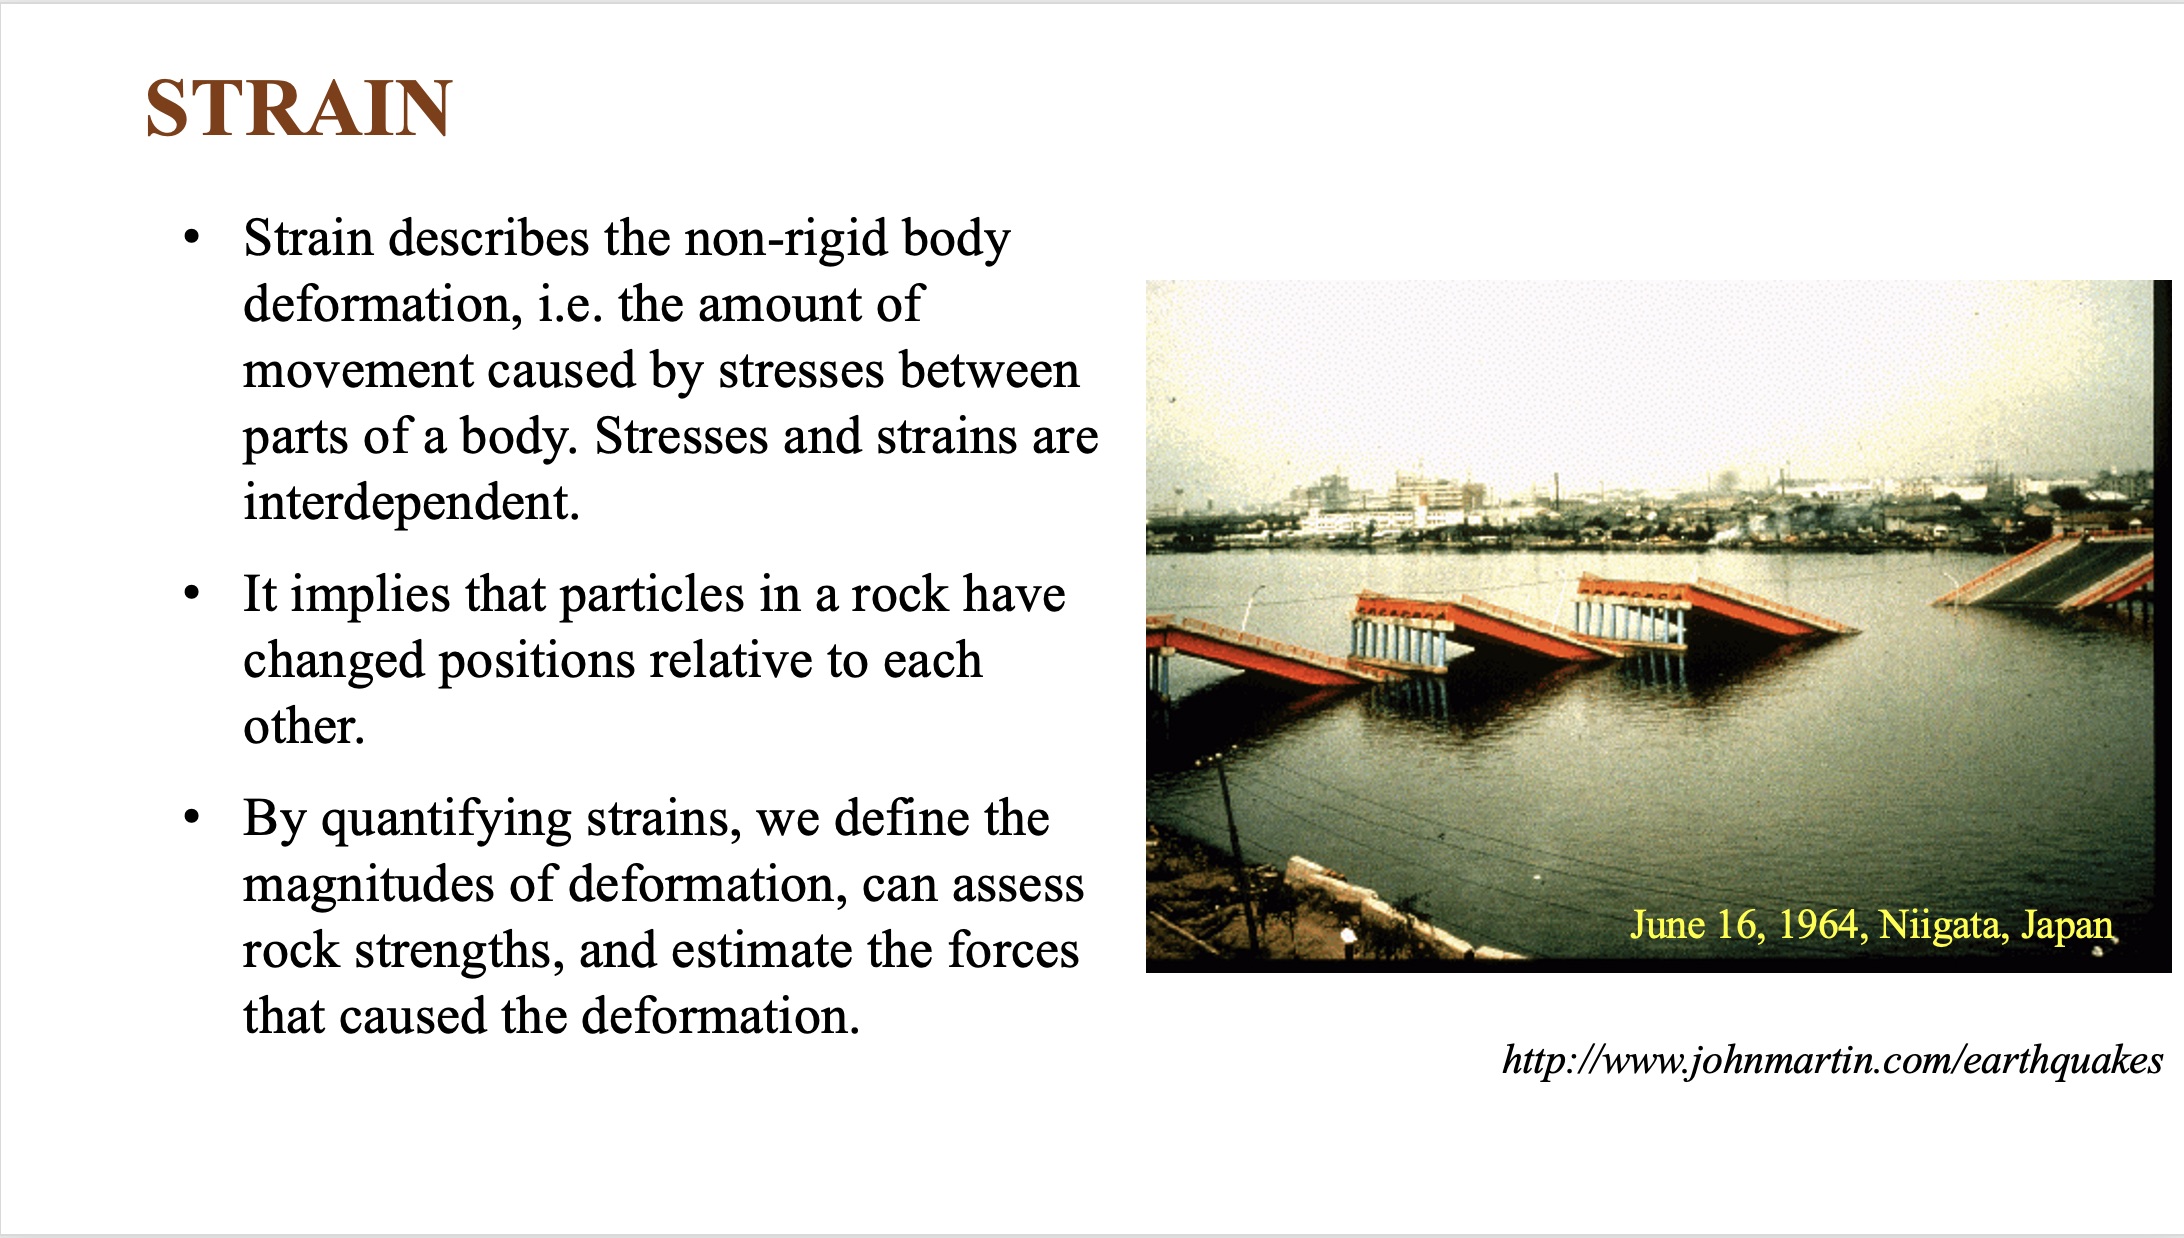 STRAIN
• Strain describes the non-rigid body
deformation, i.e. the amount of
movement caused by stresses between
parts of a body. Stresses and strains are
interdependent.
• It implies that particles in a rock have
changed positions relative to each
other.
• By quantifying strains, we define the
magnitudes of deformation, can assess
rock strengths, and estimate the forces
that caused the deformation.
June 16, 1964, Niigata, Japan
http://www.johnmartin.com/earthquakes